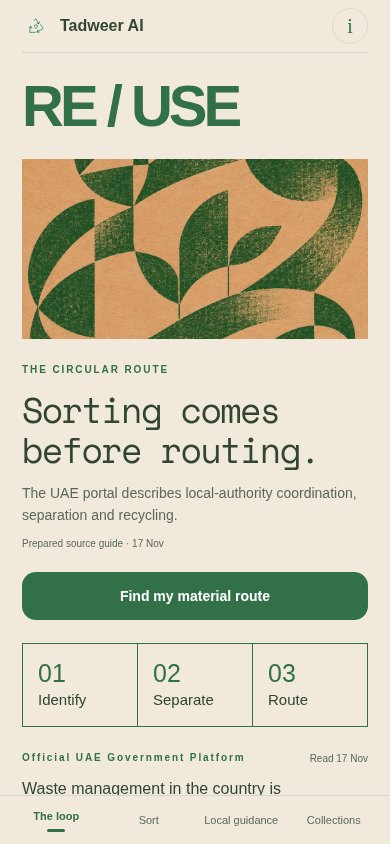 Tadweer AI
i
RE / USE
THE CIRCULAR ROUTE
Sorting comes
before routing.
The UAE portal describes local-authority coordination,
separation and recycling.
Prepared source guide · 17 Nov
Find my material route
01 02 03
Identify Separate Route
Official UAE Government Platform Read 17 Nov
Waste management in the country is
The loop Sort Local guidance Collections